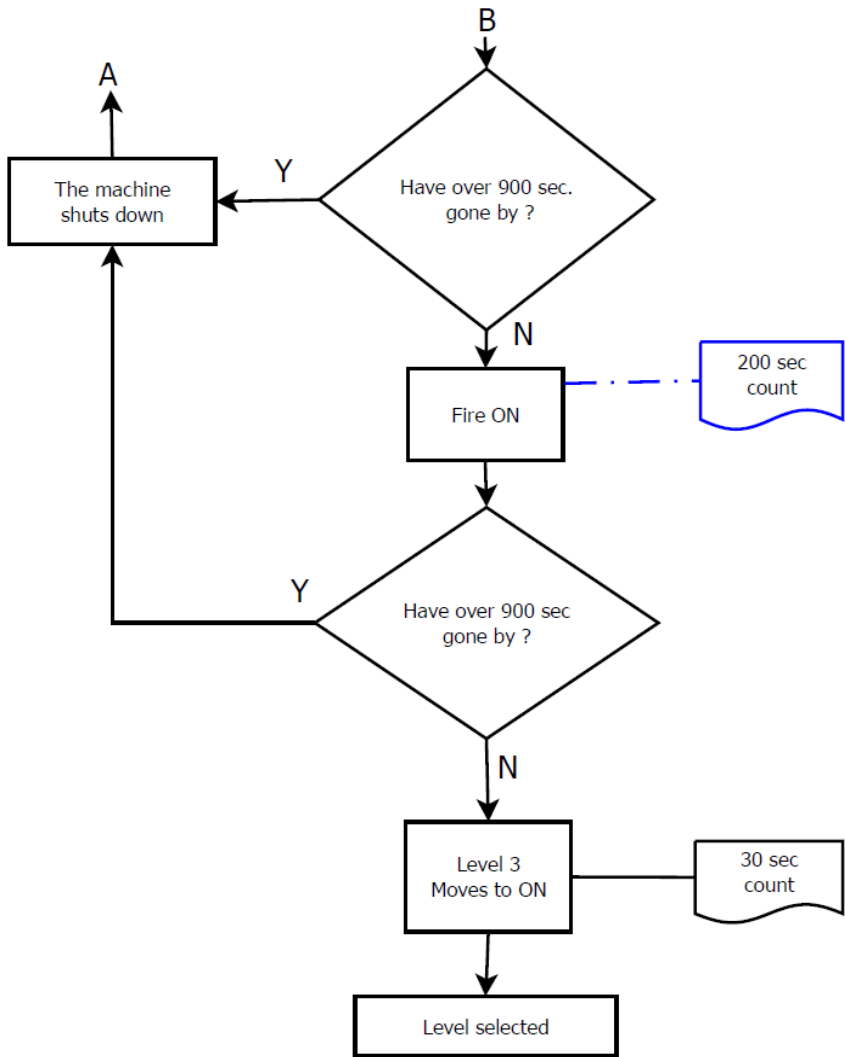 B
A
Y
Have over 900 sec.
gone by ?
The machine
shuts down
N
200 sec
count
Fire ON
Y
Have over 900 sec
gone by ?
N
Level 3
Moves to ON
30 sec
count
Level selected